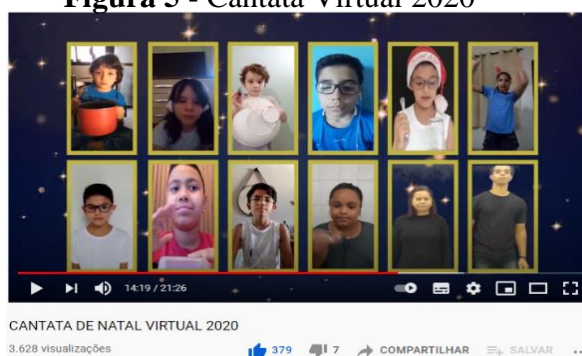 Figura 5 - Cantata Virtual 2020
14:19 / 21:26
CANTATA DE NATAL VIRTUAL 2020
3.628 visualizações
379 7 COMPARTILHAR SALVAR ...